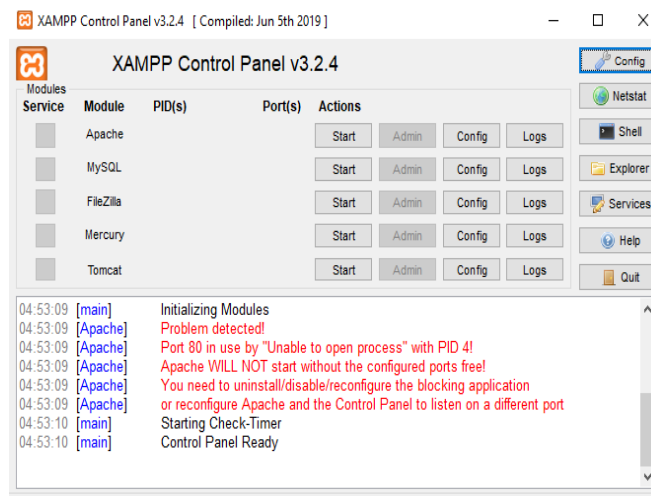 XAMPP Control Panel v3.2.4 [ Compiled: Jun 5th 2019 ]
XAMPP Control Panel v3.2.4
Config
Modules
Service Module PID(s) Port(s) Actions
Netstat
Apache Start Admin Config Logs
Shell
MySQL Start Admin Config Logs
Explorer
FileZilla Start Admin Config Logs
Services
Mercury Start Admin Config Logs
Help
Tomcat Start Admin Config Logs
Quit
04:53:09 [main] Initializing Modules
04:53:09 [Apache] Problem detected!
04:53:09 [Apache] Port 80 in use by "Unable to open process" with PID 4!
04:53:09 [Apache] Apache WILL NOT start without the configured ports free!
04:53:09 [Apache] You need to uninstall/disable/reconfigure the blocking application
04:53:09 [Apache] or reconfigure Apache and the Control Panel to listen on a different port
04:53:10 [main] Starting Check-Timer
04:53:10 [main] Control Panel Ready